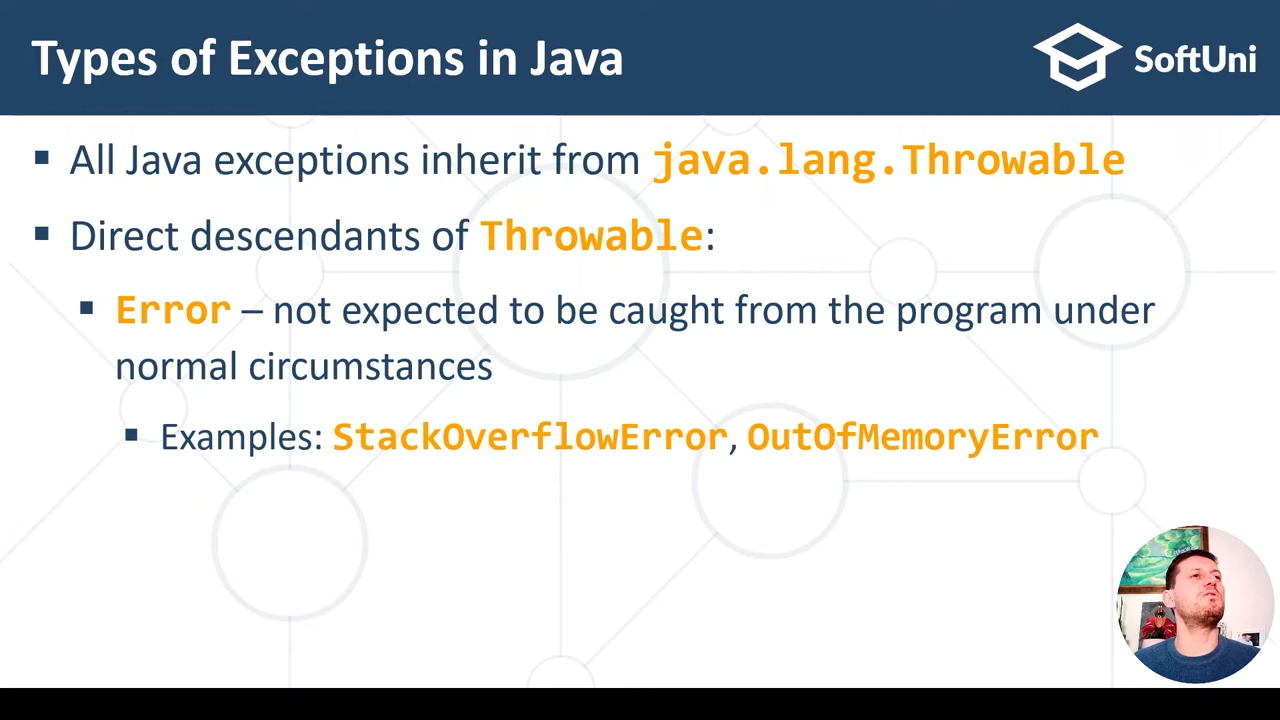 Types of Exceptions in Java
SoftUni
All Java exceptions inherit from java.lang.Throwable
Direct descendants of Throwable:
Error – not expected to be caught from the program under
normal circumstances
Examples: StackOverflowError, OutOfMemoryError